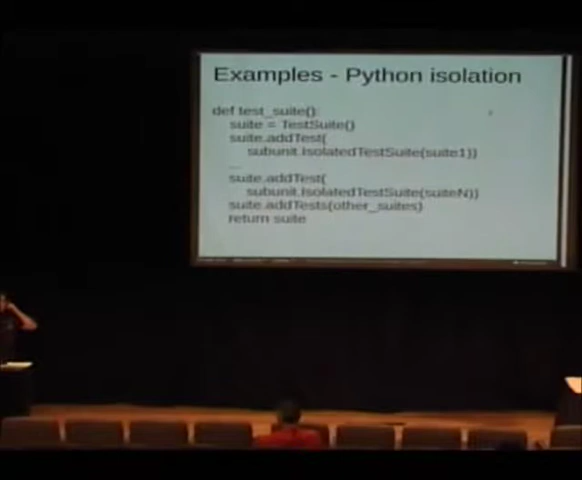 Examples - Python isolation
def test_suite():
suite = TestSuite()
suite.addTest(
subunit.IsolatedTestSuite(suite1))
...
suite.addTest(
subunit.IsolatedTestSuite(suiteN))
suite.addTests(other_suites)
return suite